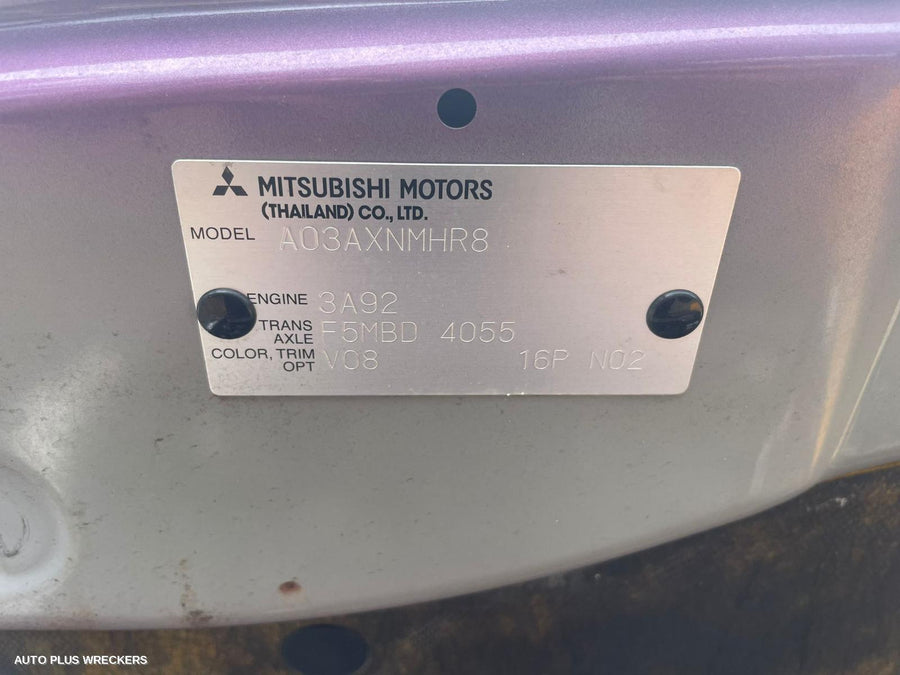 MITSUBISHI MOTORS
(THAILAND) CO., LTD.
MODEL A03AXNMHR8
ENGINE 3A92
TRANS AXLE F5MBD 4055
COLOR, TRIM OPT V08 16P N02
AUTO PLUS WRECKERS